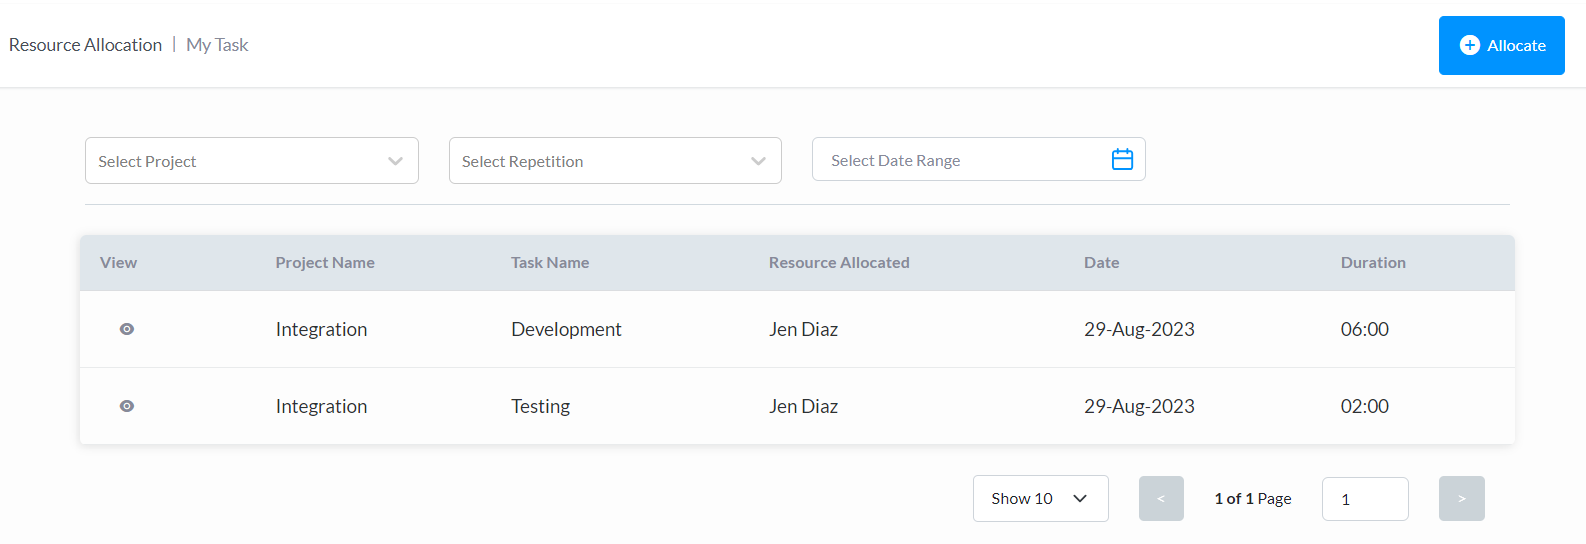 Resource Allocation | My Task
Allocate
Select Project
Select Repetition
Select Date Range
View Project Name Task Name Resource Allocated Date Duration
Integration Development Jen Diaz 29-Aug-2023 06:00
Integration Testing Jen Diaz 29-Aug-2023 02:00
Show 10 < 1 of 1 Page 1 >